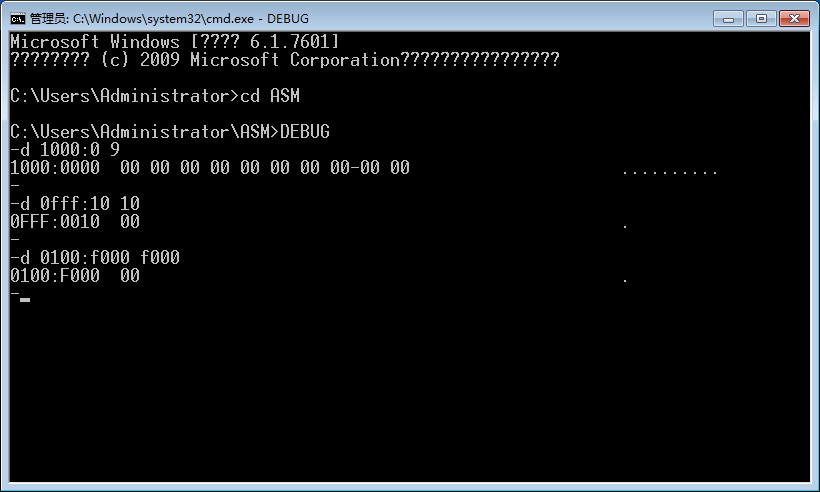 管理员: C:\Windows\system32\cmd.exe - DEBUG
Microsoft Windows [???? 6.1.7601]
???????? (c) 2009 Microsoft Corporation????????????????
C:\Users\Administrator>cd ASM
C:\Users\Administrator\ASM>DEBUG
-d 1000:0 9
1000:0000  00 00 00 00 00 00 00 00-00 00                     ..........
-
-d 0fff:10 10
0FFF:0010  00                                                .
-
-d 0100:f000 f000
0100:F000  00                                                .
-